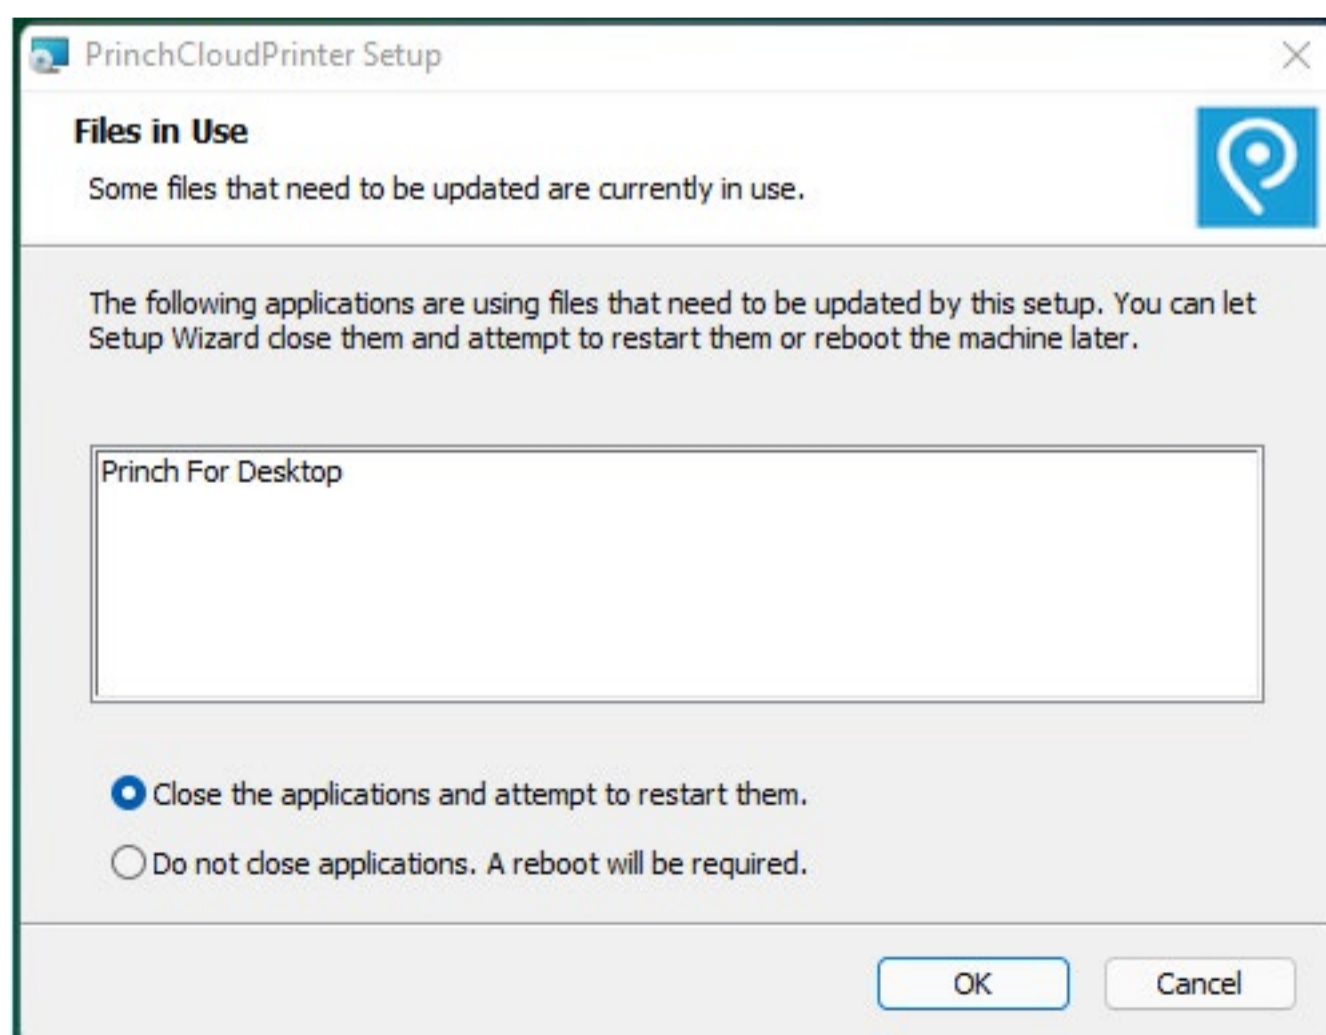 PrinchCloudPrinter Setup
Files in Use
Some files that need to be updated are currently in use.
The following applications are using files that need to be updated by this setup. You can let
Setup Wizard close them and attempt to restart them or reboot the machine later.
Princh For Desktop
Close the applications and attempt to restart them.
Do not close applications. A reboot will be required.
OK
Cancel